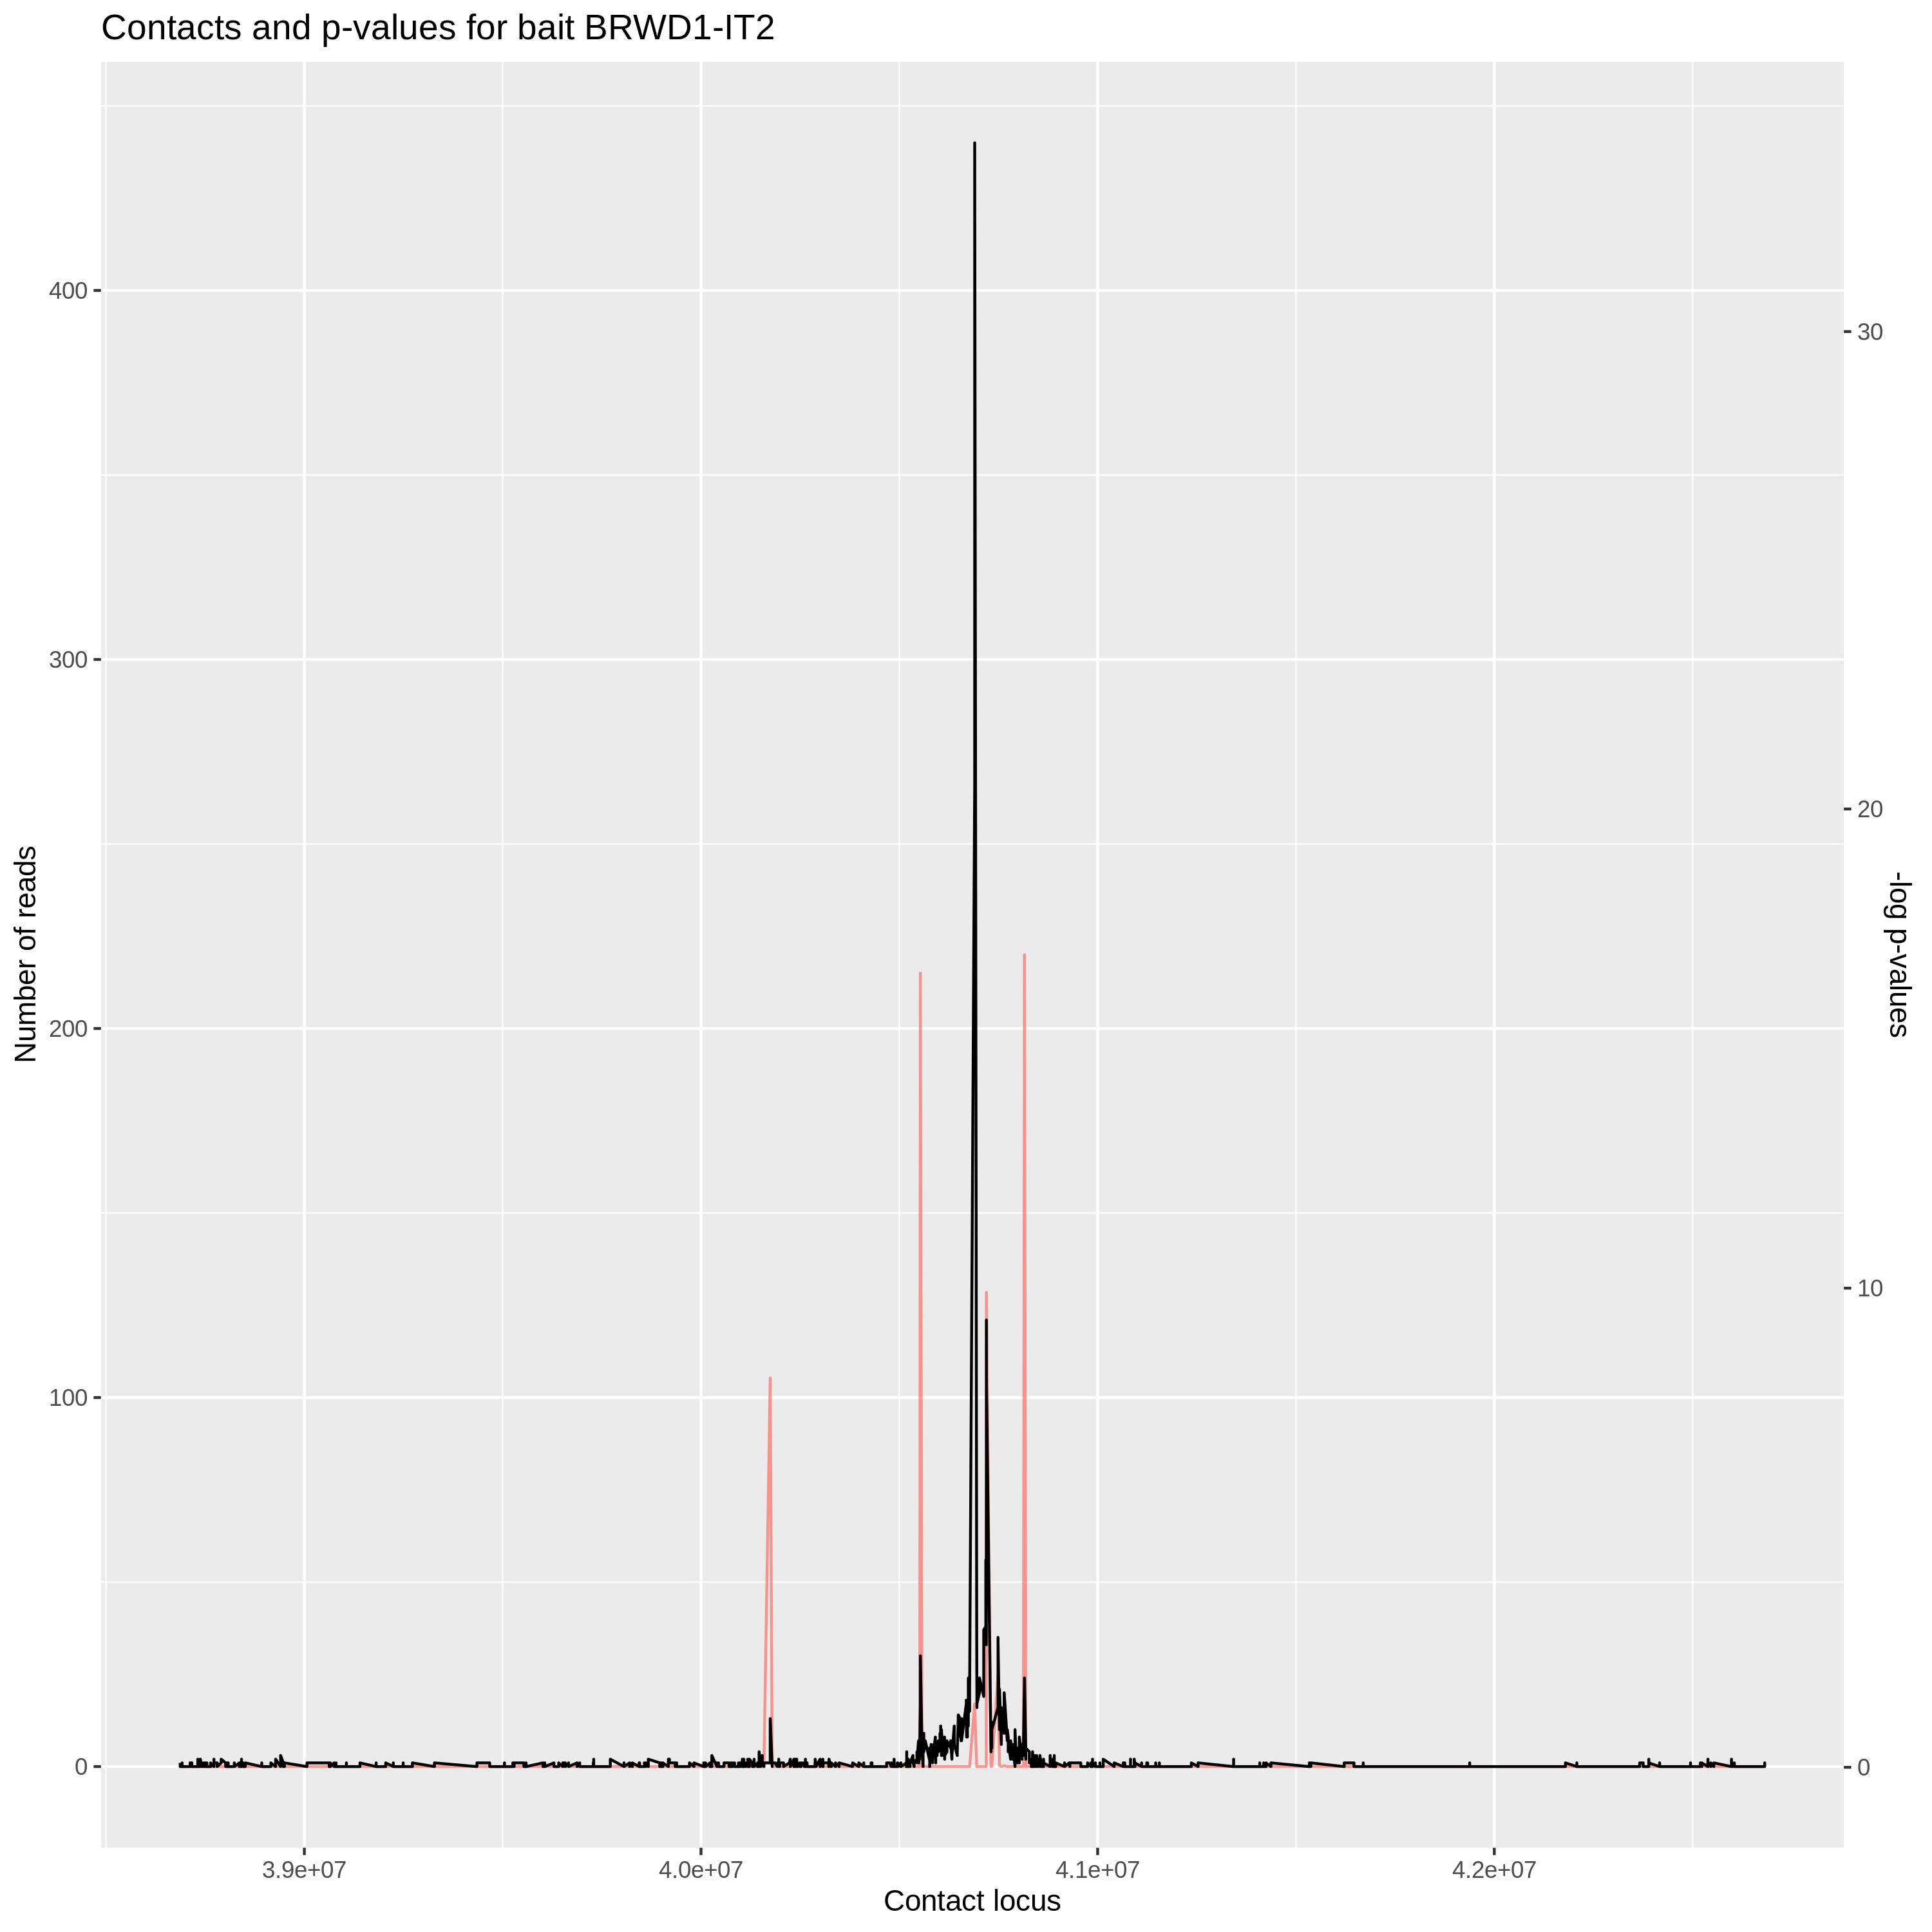 Contacts and p-values for bait BRWD1-IT2
400
300
200
100
0
Number of reads
30
20
10
0
-log p-values
3.9e+07
4.0e+07
4.1e+07
4.2e+07
Contact locus